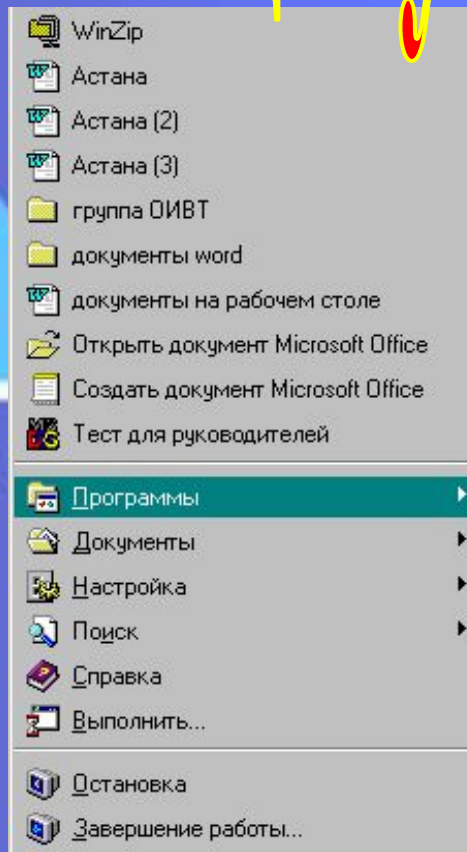 WinZip
Астана
Астана (2)
Астана (3)
группа ОИВТ
документы word
документы на рабочем столе
Открыть документ Microsoft Office
Создать документ Microsoft Office
Тест для руководителей
Программы
Документы
Настройка
Поиск
Справка
Выполнить...
Остановка
Завершение работы...